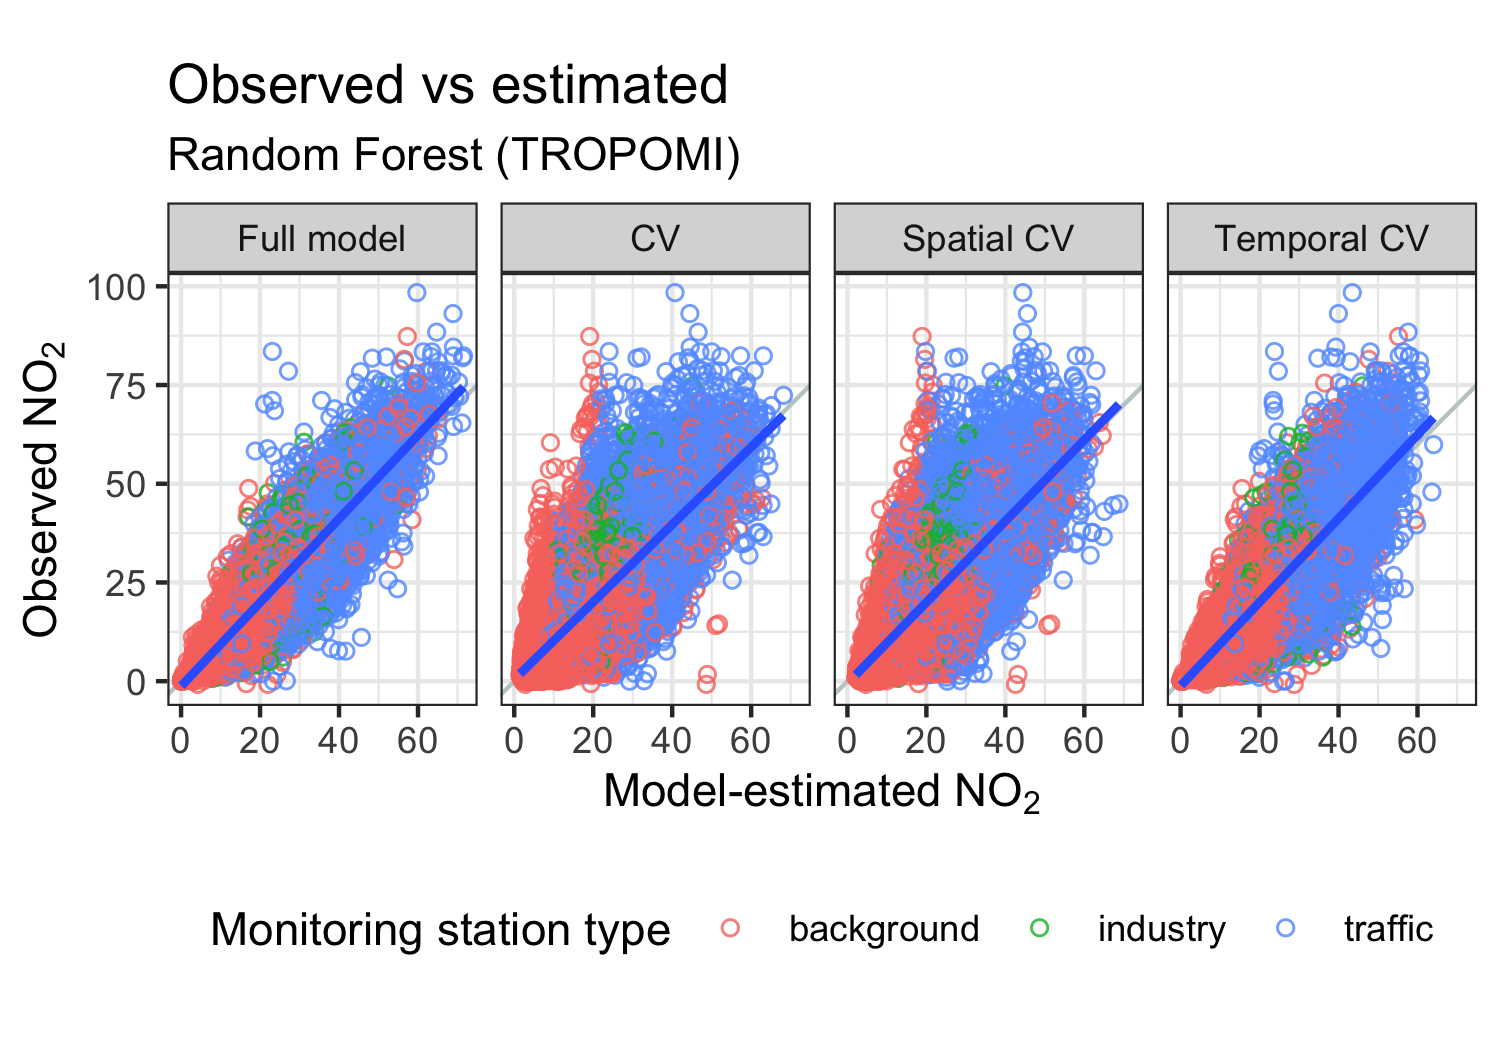 Observed vs estimated
Random Forest (TROPOMI)
Full model CV Spatial CV Temporal CV
100
75
50
25
0
Observed NO₂
0 20 40 60 0 20 40 60 0 20 40 60 0 20 40 60
Model-estimated NO₂
Monitoring station type background industry traffic